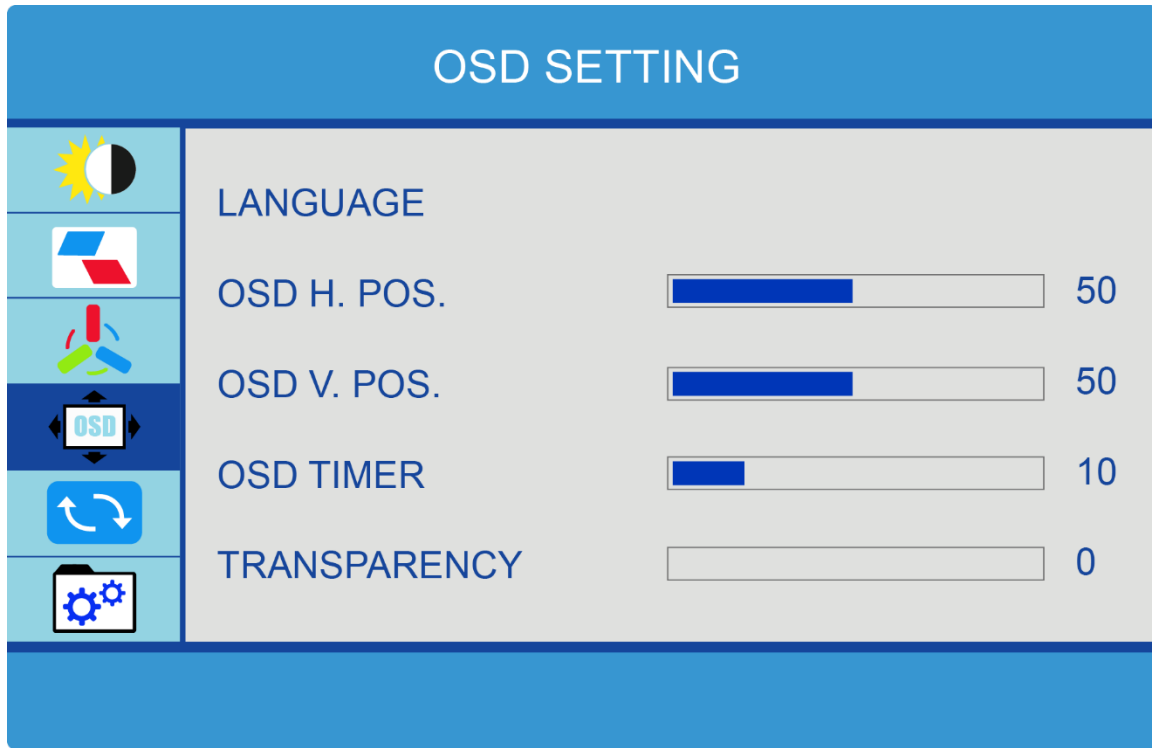 OSD SETTING
LANGUAGE
OSD H. POS. 50
OSD V. POS. 50
OSD
OSD TIMER 10
TRANSPARENCY 0